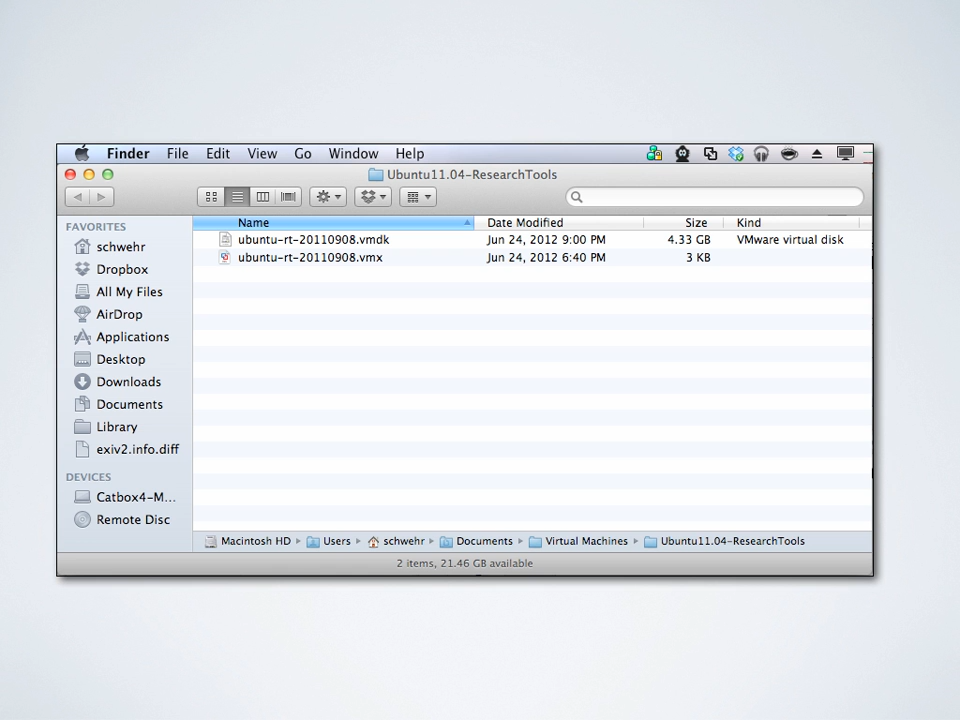 Finder File Edit View Go Window Help
Ubuntu11.04-ResearchTools
FAVORITES
schwehr
Dropbox
All My Files
AirDrop
Applications
Desktop
Downloads
Documents
Library
exiv2.info.diff
DEVICES
Catbox4-M...
Remote Disc
Name Date Modified Size Kind
ubuntu-rt-20110908.vmdk Jun 24, 2012 9:00 PM 4.33 GB VMware virtual disk
ubuntu-rt-20110908.vmx Jun 24, 2012 6:40 PM 3 KB
Macintosh HD Users schwehr Documents Virtual Machines Ubuntu11.04-ResearchTools
2 items, 21.46 GB available